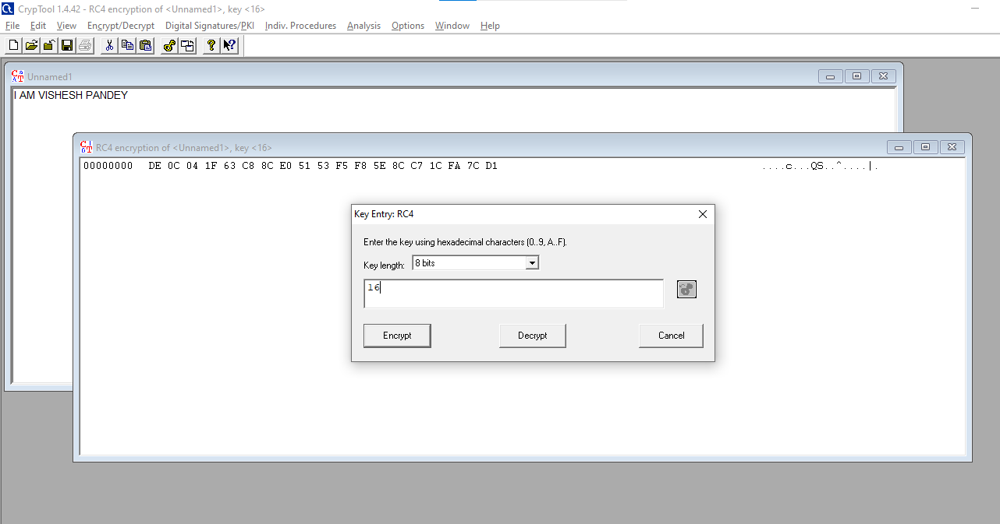 CrypTool 1.4.42 - RC4 encryption of <Unnamed1>, key <16>
File Edit View Encrypt/Decrypt Digital Signatures/PKI Indiv. Procedures Analysis Options Window Help
Unnamed1
I AM VISHESH PANDEY
RC4 encryption of <Unnamed1>, key <16>
00000000 DE 0C 04 1F 63 C8 8C E0 51 53 F5 F8 5E 8C C7 1C FA 7C D1 ....c...QS..^....|.
Key Entry: RC4
Enter the key using hexadecimal characters (0..9, A..F).
Key length: 8 bits
16
Encrypt Decrypt Cancel